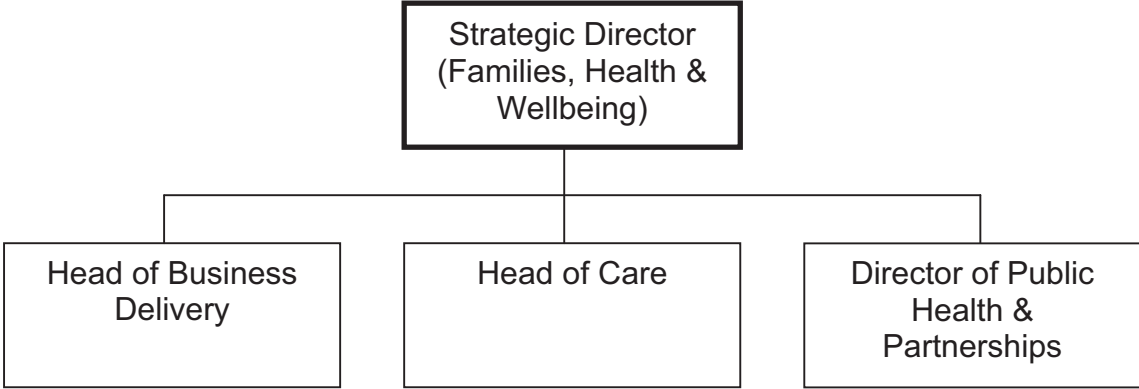 Strategic Director
(Families, Health &
Wellbeing)
Head of Business
Delivery
Head of Care
Director of Public
Health &
Partnerships